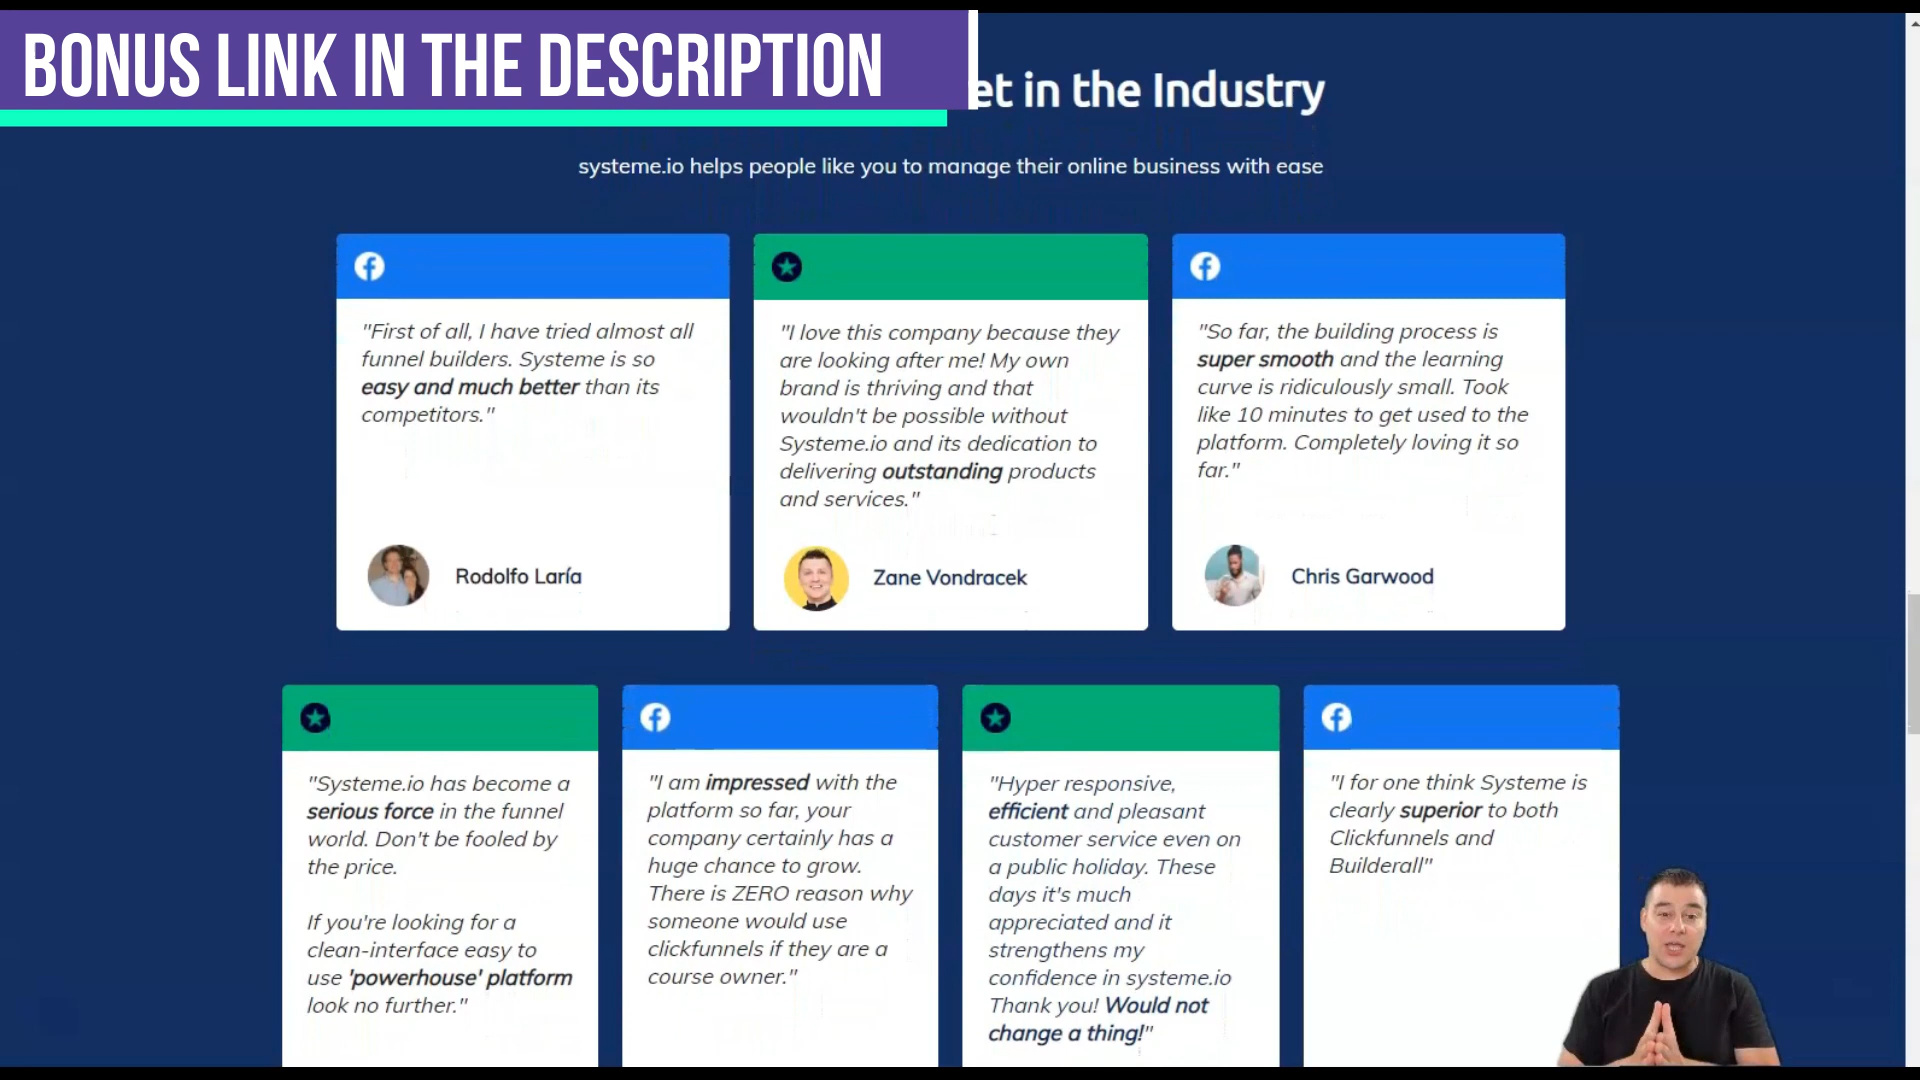 BONUS LINK IN THE DESCRIPTION
et in the Industry
systeme.io helps people like you to manage their online business with ease
"First of all, I have tried almost all
funnel builders. Systeme is so
easy and much better than its
competitors."
Rodolfo Laría
"I love this company because they
are looking after me! My own
brand is thriving and that
wouldn't be possible without
Systeme.io and its dedication to
delivering outstanding products
and services."
Zane Vondracek
"So far, the building process is
super smooth and the learning
curve is ridiculously small. Took
like 10 minutes to get used to the
platform. Completely loving it so
far."
Chris Garwood
"Systeme.io has become a
serious force in the funnel
world. Don't be fooled by
the price.
If you're looking for a
clean-interface easy to
use 'powerhouse' platform
look no further."
"I am impressed with the
platform so far, your
company certainly has a
huge chance to grow.
There is ZERO reason why
someone would use
clickfunnels if they are a
course owner."
"Hyper responsive,
efficient and pleasant
customer service even on
a public holiday. These
days it's much
appreciated and it
strengthens my
confidence in systeme.io
Thank you! Would not
change a thing!"
"I for one think Systeme is
clearly superior to both
Clickfunnels and
Builderall"